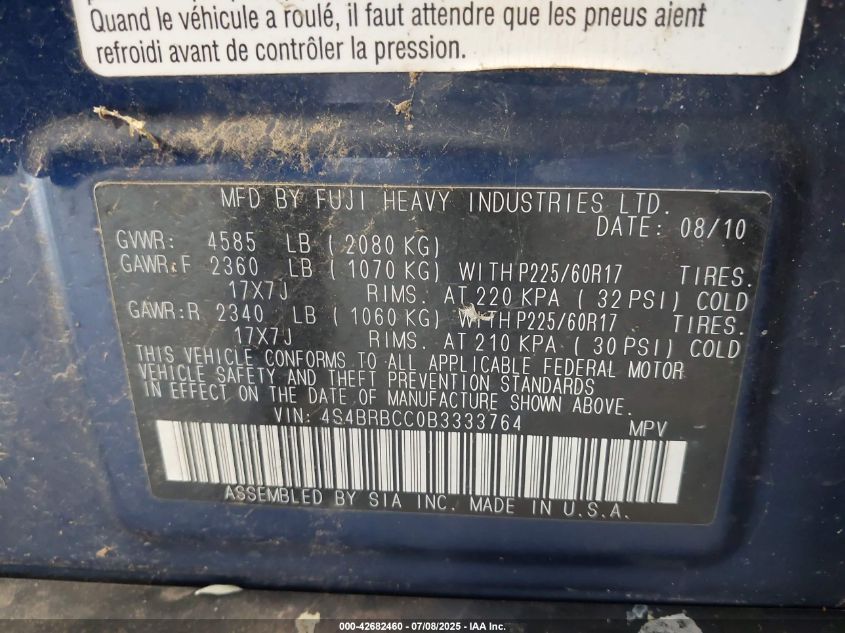 Quand le véhicule a roulé, il faut attendre que les pneus aient
refroidi avant de contrôler la pression.
MFD BY FUJI HEAVY INDUSTRIES LTD.
DATE: 08/10
GVWR: 4585 LB ( 2080 KG)
GAWR:F 2360 LB ( 1070 KG) WITH P225/60R17 TIRES.
17X7J RIMS. AT 220 KPA ( 32 PSI) COLD
GAWR:R 2340 LB ( 1060 KG) WITH P225/60R17 TIRES.
17X7J RIMS. AT 210 KPA ( 30 PSI) COLD
THIS VEHICLE CONFORMS TO ALL APPLICABLE FEDERAL MOTOR
VEHICLE SAFETY AND THEFT PREVENTION STANDARDS
IN EFFECT ON THE DATE OF MANUFACTURE SHOWN ABOVE.
VIN: 4S4BRBCC0B3333764 MPV
ASSEMBLED BY SIA INC. MADE IN U.S.A.
000-42682460 - 07/08/2025 - IAA Inc.